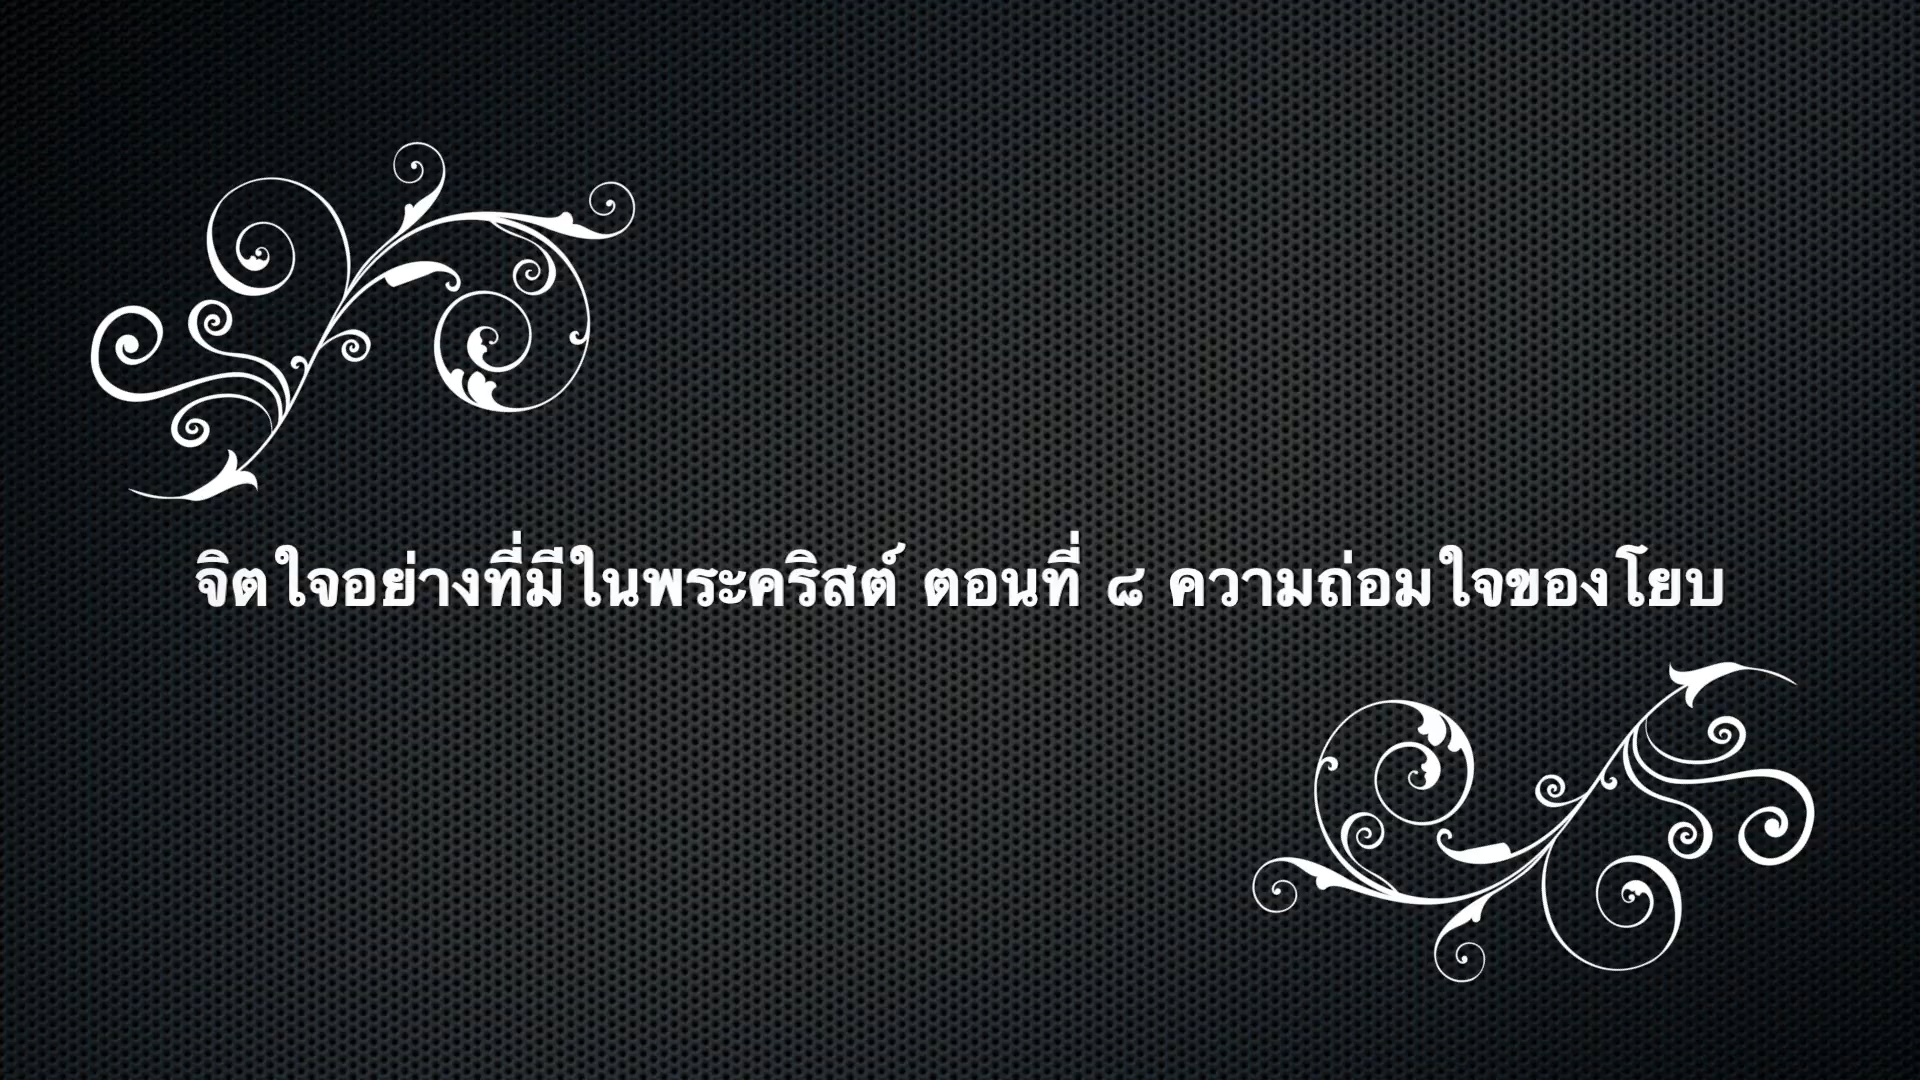 จิตใจอย่างที่มีในพระคริสต์ ตอนที่ ๘ ความถ่อมใจของโยบ